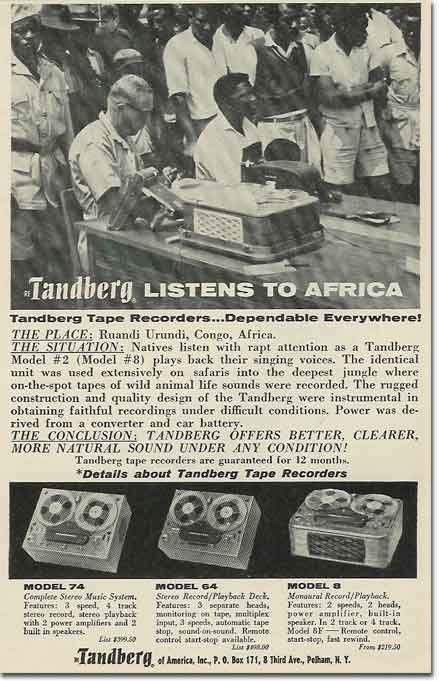 Tandberg® LISTENS TO AFRICA
Tandberg Tape Recorders...Dependable Everywhere!
THE PLACE: Ruandi Urundi, Congo, Africa.
THE SITUATION: Natives listen with rapt attention as a Tandberg
Model #2 (Model #8) plays back their singing voices. The identical
unit was used extensively on safaris into the deepest jungle where
on-the-spot tapes of wild animal life sounds were recorded. The rugged
construction and quality design of the Tandberg were instrumental in
obtaining faithful recordings under difficult conditions. Power was de-
rived from a converter and car battery.
THE CONCLUSION: TANDBERG OFFERS BETTER, CLEARER,
MORE NATURAL SOUND UNDER ANY CONDITION!
Tandberg tape recorders are guaranteed for 12 months.
*Details about Tandberg Tape Recorders
MODEL 74
Complete Stereo Music System.
Features: 3 speed, 4 track
stereo record, stereo playback
with 2 power amplifiers and 2
built in speakers.
List $399.50
MODEL 64
Stereo Record/Playback Deck.
Features: 3 separate heads,
monitoring on tape, multiplex
input, 3 speeds, automatic tape
stop, sound-on-sound. Remote
control start-stop available.
List $498.00
MODEL 8
Monaural Record/Playback.
Features: 2 speeds, 2 heads,
power amplifier, built-in
speaker. In 2 track or 4 track.
Model 8F — Remote control,
start-stop, fast rewind.
From $219.50
Tandberg® of America, Inc., P. O. Box 171, 8 Third Ave., Pelham, N. Y.